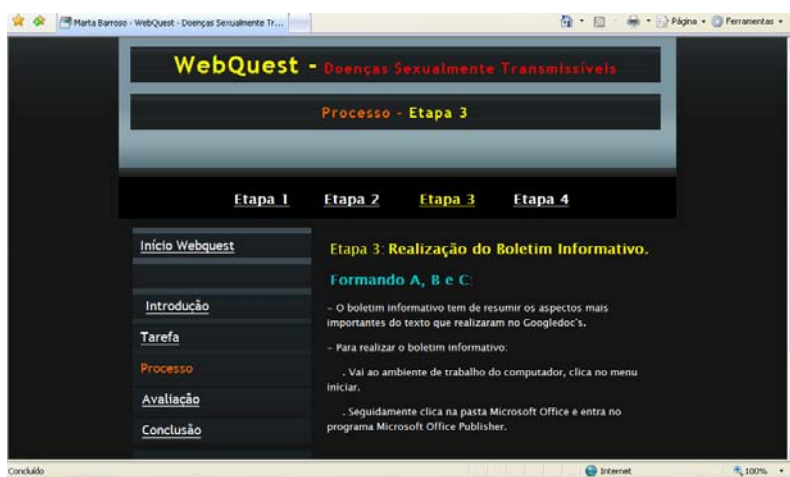 Marta Barroso - WebQuest - Doenças Sexualmente Tr...
Página
Ferramentas
WebQuest - Doenças Sexualmente Transmissíveis
Processo - Etapa 3
Etapa 1
Etapa 2
Etapa 3
Etapa 4
Início Webquest
Introdução
Tarefa
Processo
Avaliação
Conclusão
Etapa 3: Realização do Boletim Informativo.
Formando A, B e C:
- O boletim informativo tem de resumir os aspectos mais
importantes do texto que realizaram no Googledoc's.
- Para realizar o boletim informativo:
. Vai ao ambiente de trabalho do computador, clica no menu
iniciar.
. Seguidamente clica na pasta Microsoft Office e entra no
programa Microsoft Office Publisher.
Concluído
Internet
100%